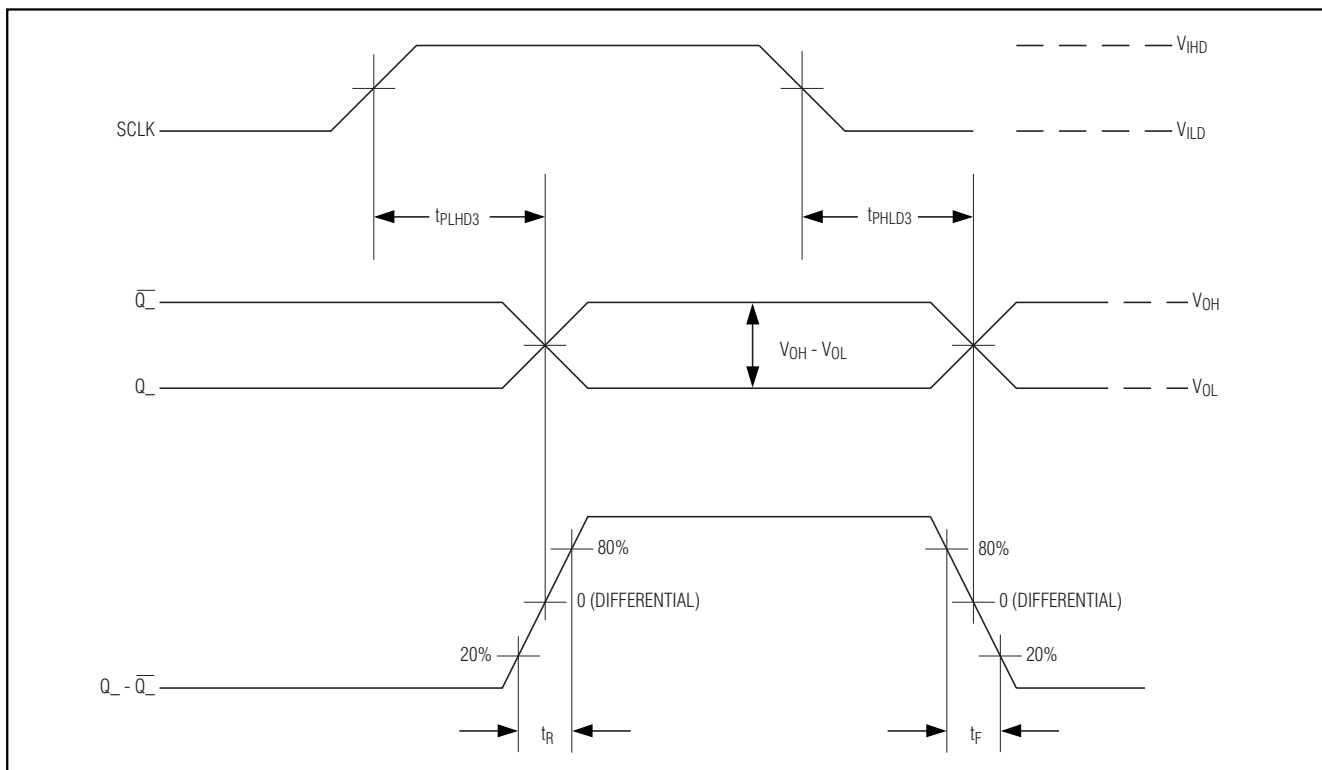 V_IHD
SCLK
V_ILD
t_PLHD3
t_PHLD3
Q̅_̅
V_OH
V_OH - V_OL
Q_
V_OL
80%
80%
0 (DIFFERENTIAL)
0 (DIFFERENTIAL)
20%
20%
Q_ - Q̅_̅
t_R
t_F